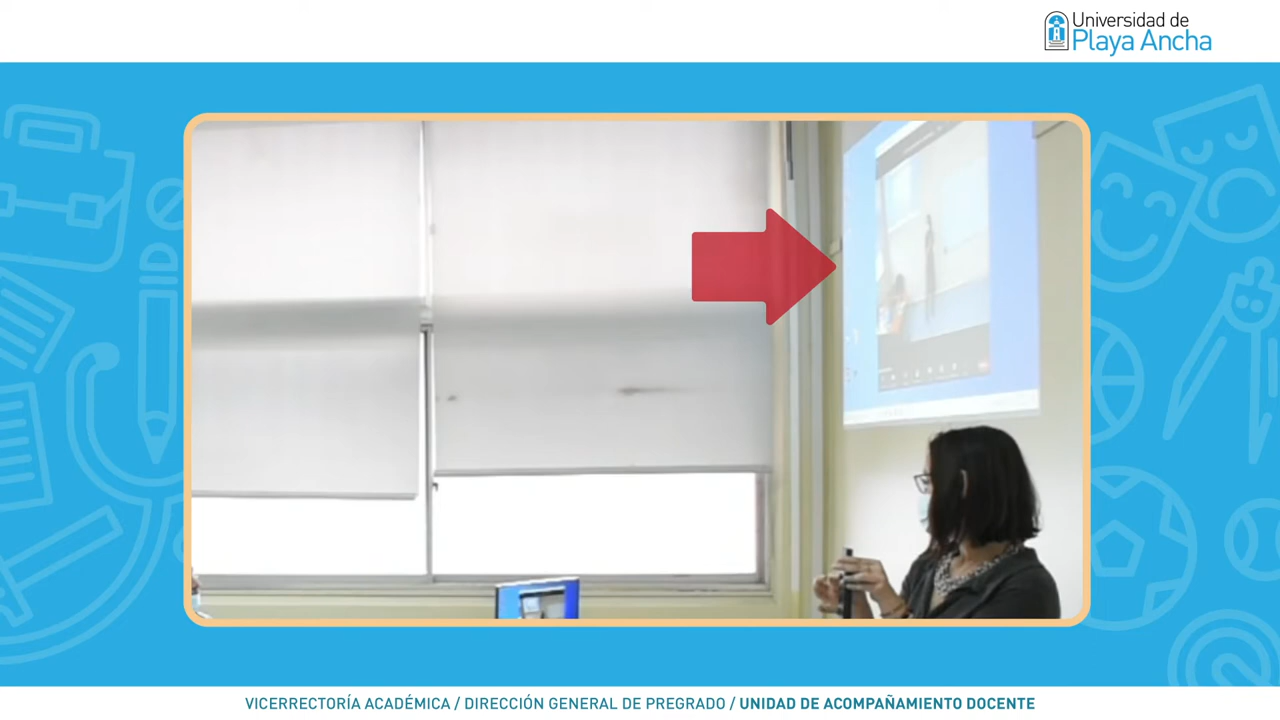 Universidad de
Playa Ancha
VICERRECTORÍA ACADÉMICA / DIRECCIÓN GENERAL DE PREGRADO / UNIDAD DE ACOMPAÑAMIENTO DOCENTE